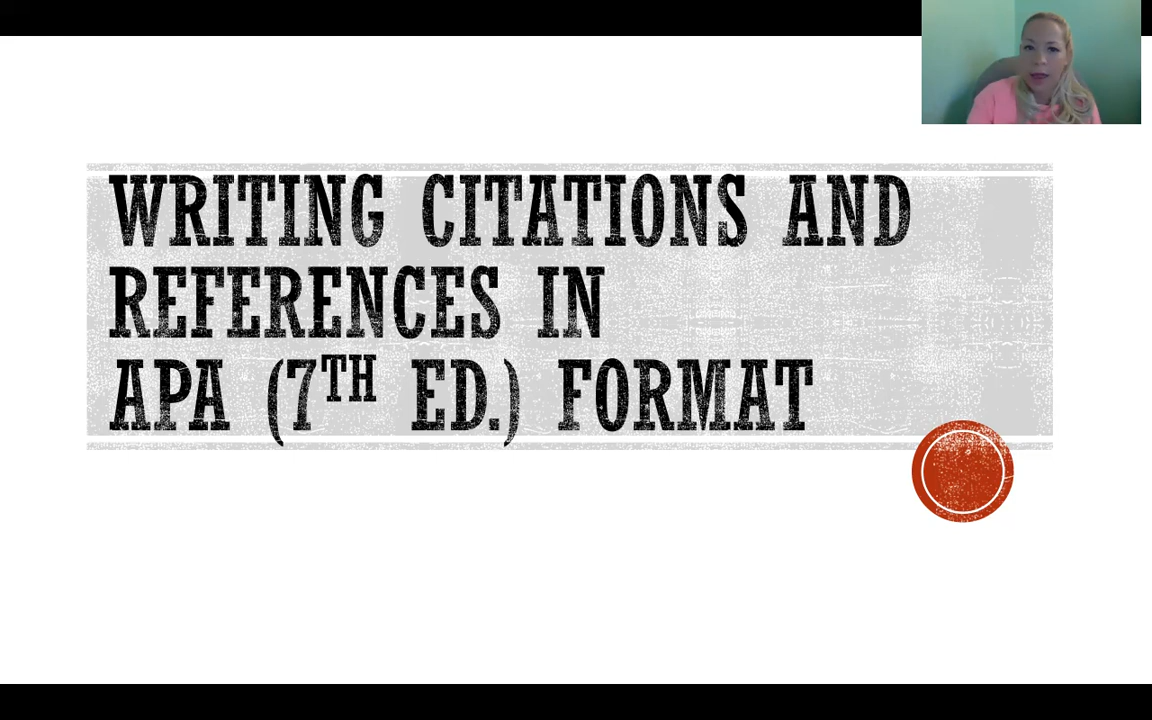 WRITING CITATIONS AND
REFERENCES IN
APA (7TH ED.) FORMAT